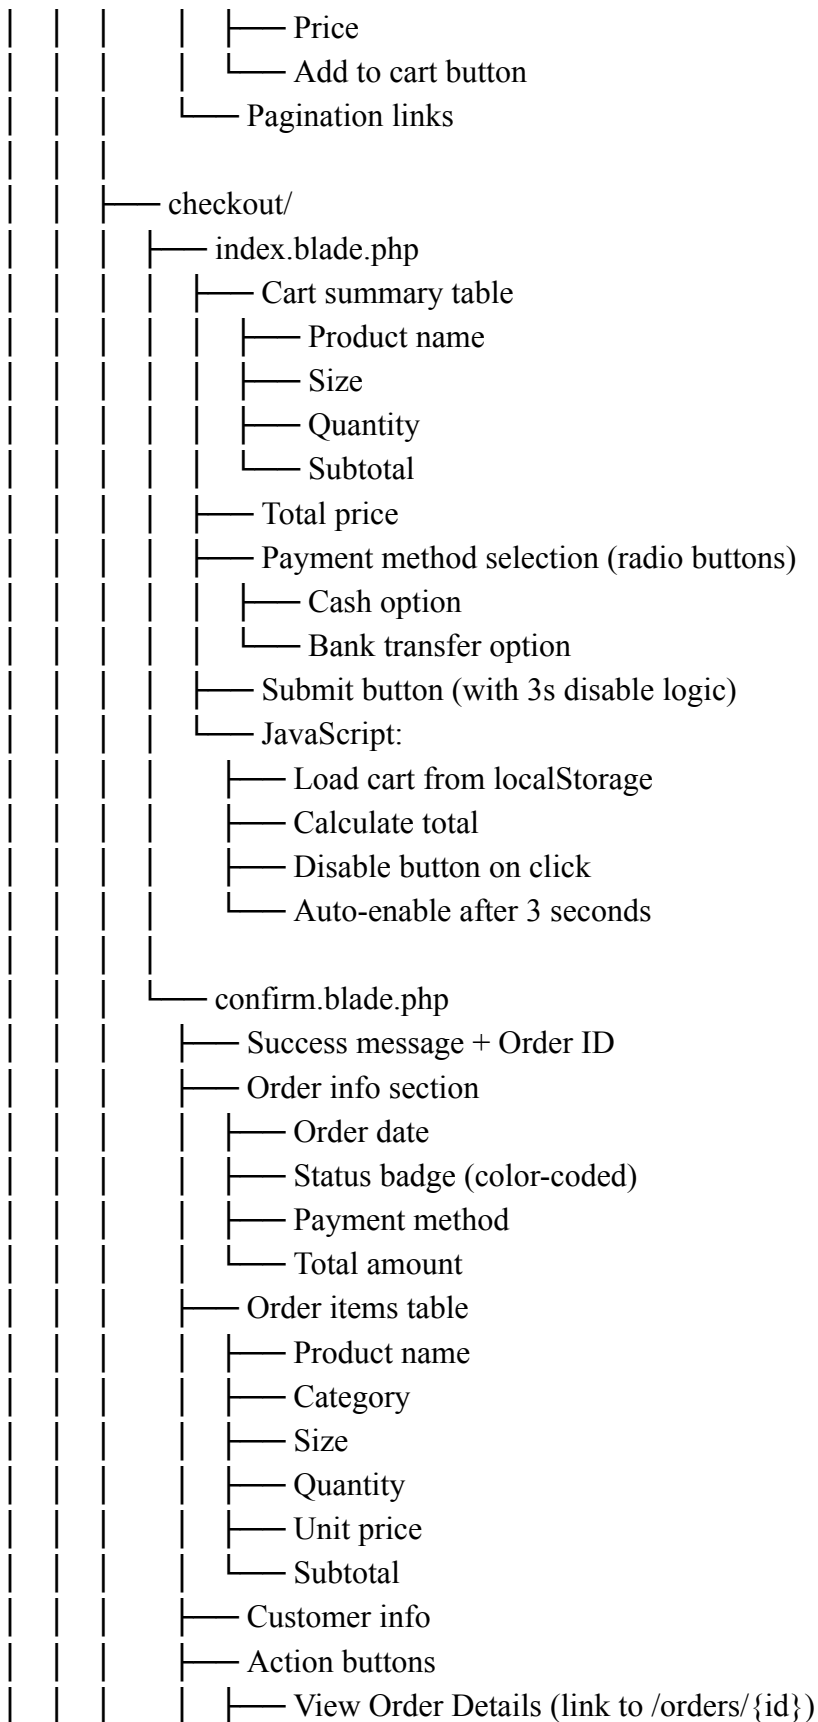 │ │ │ │ ├── Price
│ │ │ │ └── Add to cart button
│ │ │ └── Pagination links
│ │ │
│ │ ├── checkout/
│ │ │ ├── index.blade.php
│ │ │ │ ├── Cart summary table
│ │ │ │ │ ├── Product name
│ │ │ │ │ ├── Size
│ │ │ │ │ ├── Quantity
│ │ │ │ │ └── Subtotal
│ │ │ │ ├── Total price
│ │ │ │ ├── Payment method selection (radio buttons)
│ │ │ │ │ ├── Cash option
│ │ │ │ │ └── Bank transfer option
│ │ │ │ ├── Submit button (with 3s disable logic)
│ │ │ │ └── JavaScript:
│ │ │ │ ├── Load cart from localStorage
│ │ │ │ ├── Calculate total
│ │ │ │ ├── Disable button on click
│ │ │ │ └── Auto-enable after 3 seconds
│ │ │ │
│ │ │ └── confirm.blade.php
│ │ │ ├── Success message + Order ID
│ │ │ ├── Order info section
│ │ │ │ ├── Order date
│ │ │ │ ├── Status badge (color-coded)
│ │ │ │ ├── Payment method
│ │ │ │ └── Total amount
│ │ │ ├── Order items table
│ │ │ │ ├── Product name
│ │ │ │ ├── Category
│ │ │ │ ├── Size
│ │ │ │ ├── Quantity
│ │ │ │ ├── Unit price
│ │ │ │ └── Subtotal
│ │ │ ├── Customer info
│ │ │ ├── Action buttons
│ │ │ │ ├── View Order Details (link to /orders/{id})